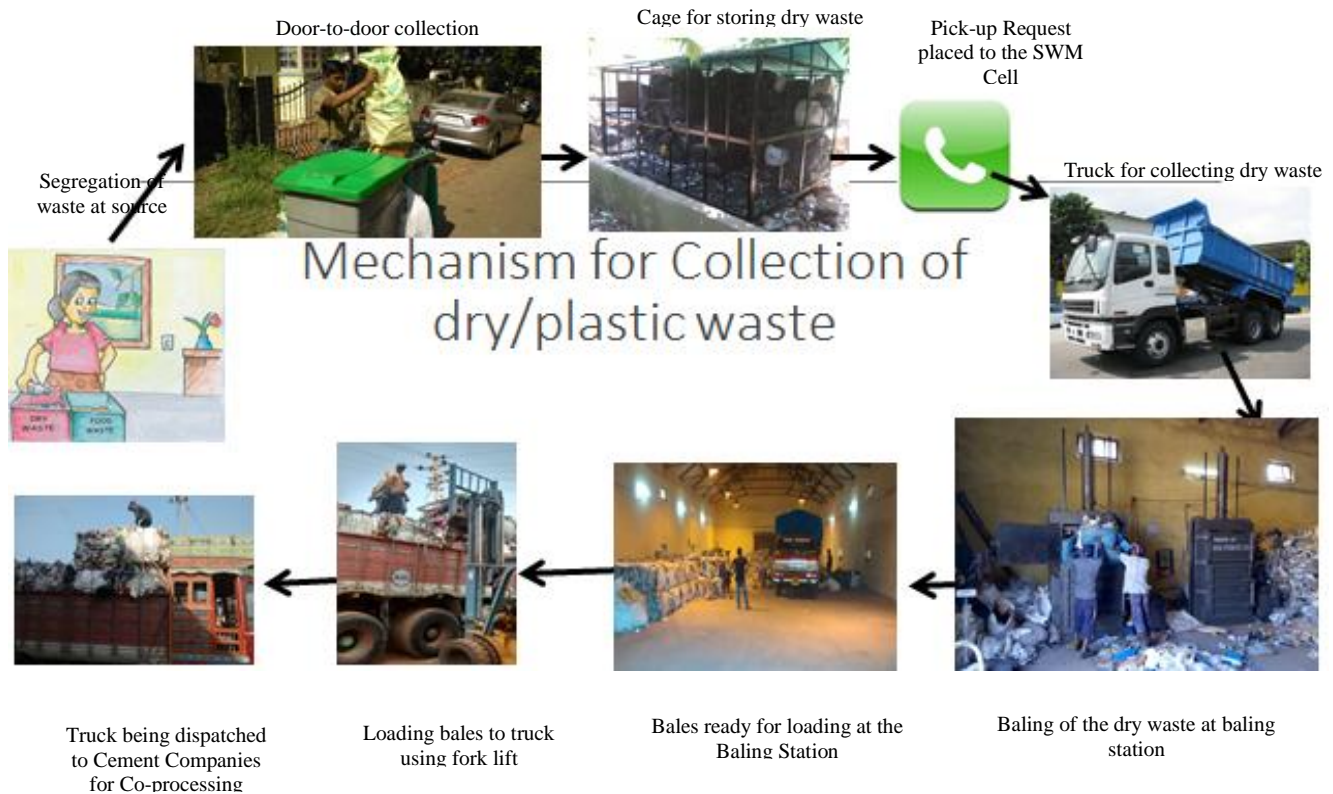 Door-to-door collection
Cage for storing dry waste
Pick-up Request
placed to the SWM
Cell
Segregation of
waste at source
Truck for collecting dry waste
Mechanism for Collection of
dry/plastic waste
DRY
WASTE
FOOD
WASTE
Truck being dispatched
to Cement Companies
for Co-processing
Loading bales to truck
using fork lift
Bales ready for loading at the
Baling Station
Baling of the dry waste at baling
station